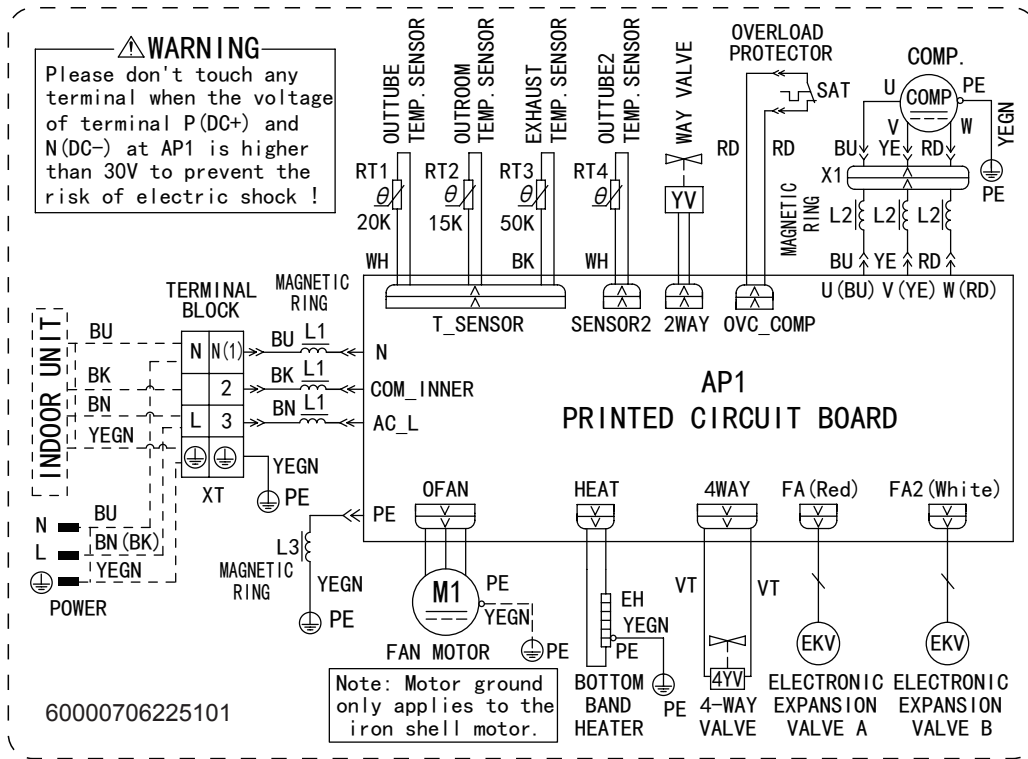 WARNING
Please don't touch any
terminal when the voltage
of terminal P(DC+) and
N(DC-) at AP1 is higher
than 30V to prevent the
risk of electric shock !
OUTTUBE
TEMP.SENSOR
OUTROOM
TEMP.SENSOR
EXHAUST
TEMP.SENSOR
OUTTUBE2
TEMP.SENSOR
WAY VALVE
OVERLOAD
PROTECTOR
SAT
COMP.
U
COMP
PE
V
W
YEGN
RD
RD
BU
YE
RD
PE
X1
RT1
RT2
RT3
RT4
θ
θ
θ
θ
20K
15K
50K
YV
MAGNETIC
RING
L2
L2
L2
WH
BK
WH
BU
YE
RD
U(BU)
V(YE)
W(RD)
T_SENSOR
SENSOR2
2WAY
OVC_COMP
TERMINAL
BLOCK
MAGNETIC
RING
INDOOR UNIT
BU
BK
BN
YEGN
N
N(1)
2
L
3
XT
BU
L1
N
BK
L1
COM_INNER
BN
L1
AC_L
YEGN
PE
AP1
PRINTED CIRCUIT BOARD
N
BU
L
BN(BK)
YEGN
POWER
PE
L3
MAGNETIC
RING
YEGN
PE
OFAN
HEAT
4WAY
FA(Red)
FA2(White)
M1
PE
YEGN
PE
FAN MOTOR
EH
YEGN
PE
BOTTOM
BAND
HEATER
PE
VT
VT
4YV
4-WAY
VALVE
EKV
ELECTRONIC
EXPANSION
VALVE A
EKV
ELECTRONIC
EXPANSION
VALVE B
Note: Motor ground
only applies to the
iron shell motor.
60000706225101